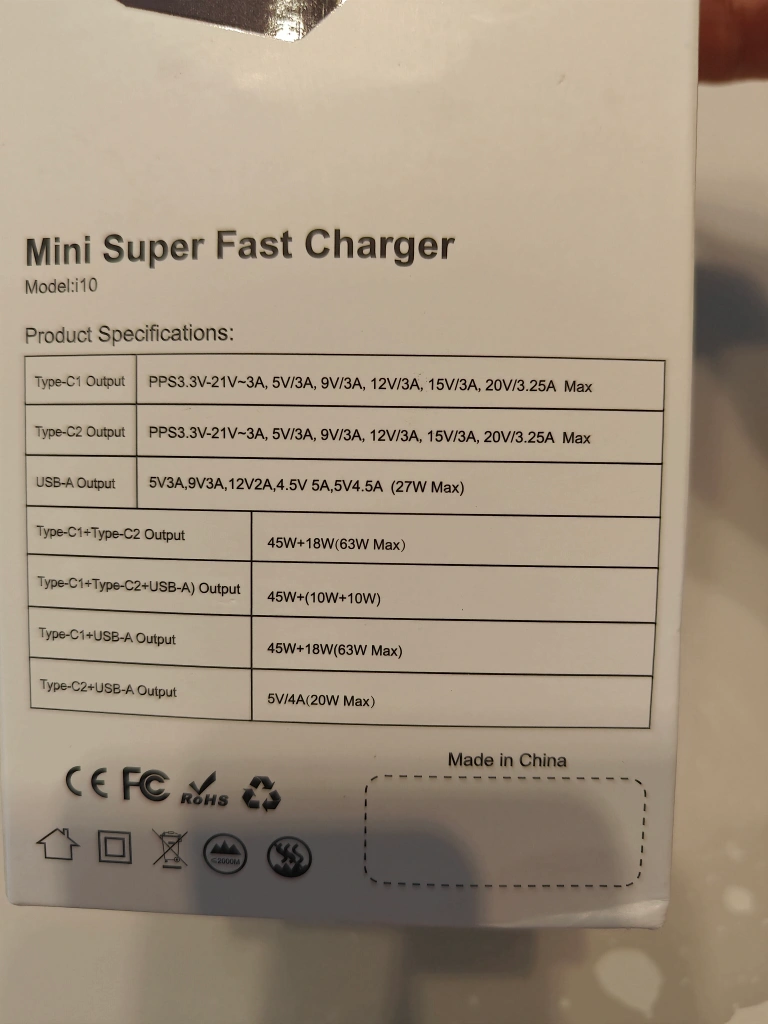 Mini Super Fast Charger
Model:i10
Product Specifications:
Type-C1 Output PPS3.3V-21V~3A, 5V/3A, 9V/3A, 12V/3A, 15V/3A, 20V/3.25A Max
Type-C2 Output PPS3.3V-21V~3A, 5V/3A, 9V/3A, 12V/3A, 15V/3A, 20V/3.25A Max
USB-A Output 5V3A,9V3A,12V2A,4.5V 5A,5V4.5A (27W Max)
Type-C1+Type-C2 Output 45W+18W(63W Max)
Type-C1+Type-C2+USB-A) Output 45W+(10W+10W)
Type-C1+USB-A Output 45W+18W(63W Max)
Type-C2+USB-A Output 5V/4A(20W Max)
Made in China
CE FC RoHS
≤2000M